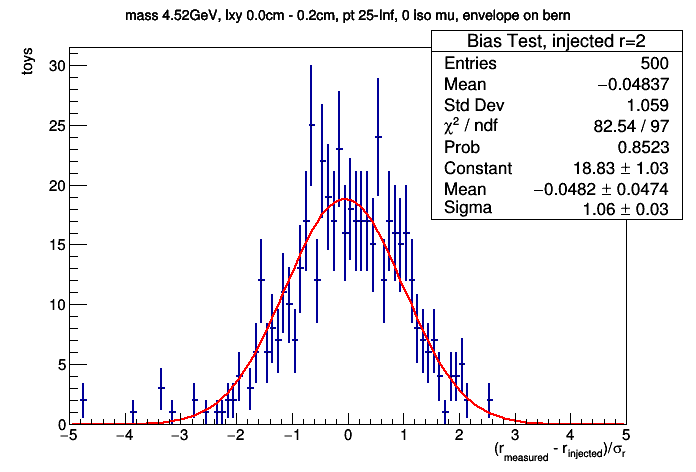 mass 4.52GeV, lxy 0.0cm - 0.2cm, pt 25-Inf, 0 Iso mu, envelope on bern
Bias Test, injected r=2
Entries 500
Mean −0.04837
Std Dev 1.059
χ² / ndf 82.54 / 97
Prob 0.8523
Constant 18.83 ± 1.03
Mean −0.0482 ± 0.0474
Sigma 1.06 ± 0.03
toys
30
25
20
15
10
5
0
−5 −4 −3 −2 −1 0 1 2 3 4 5
(r_measured - r_injected)/σ_r